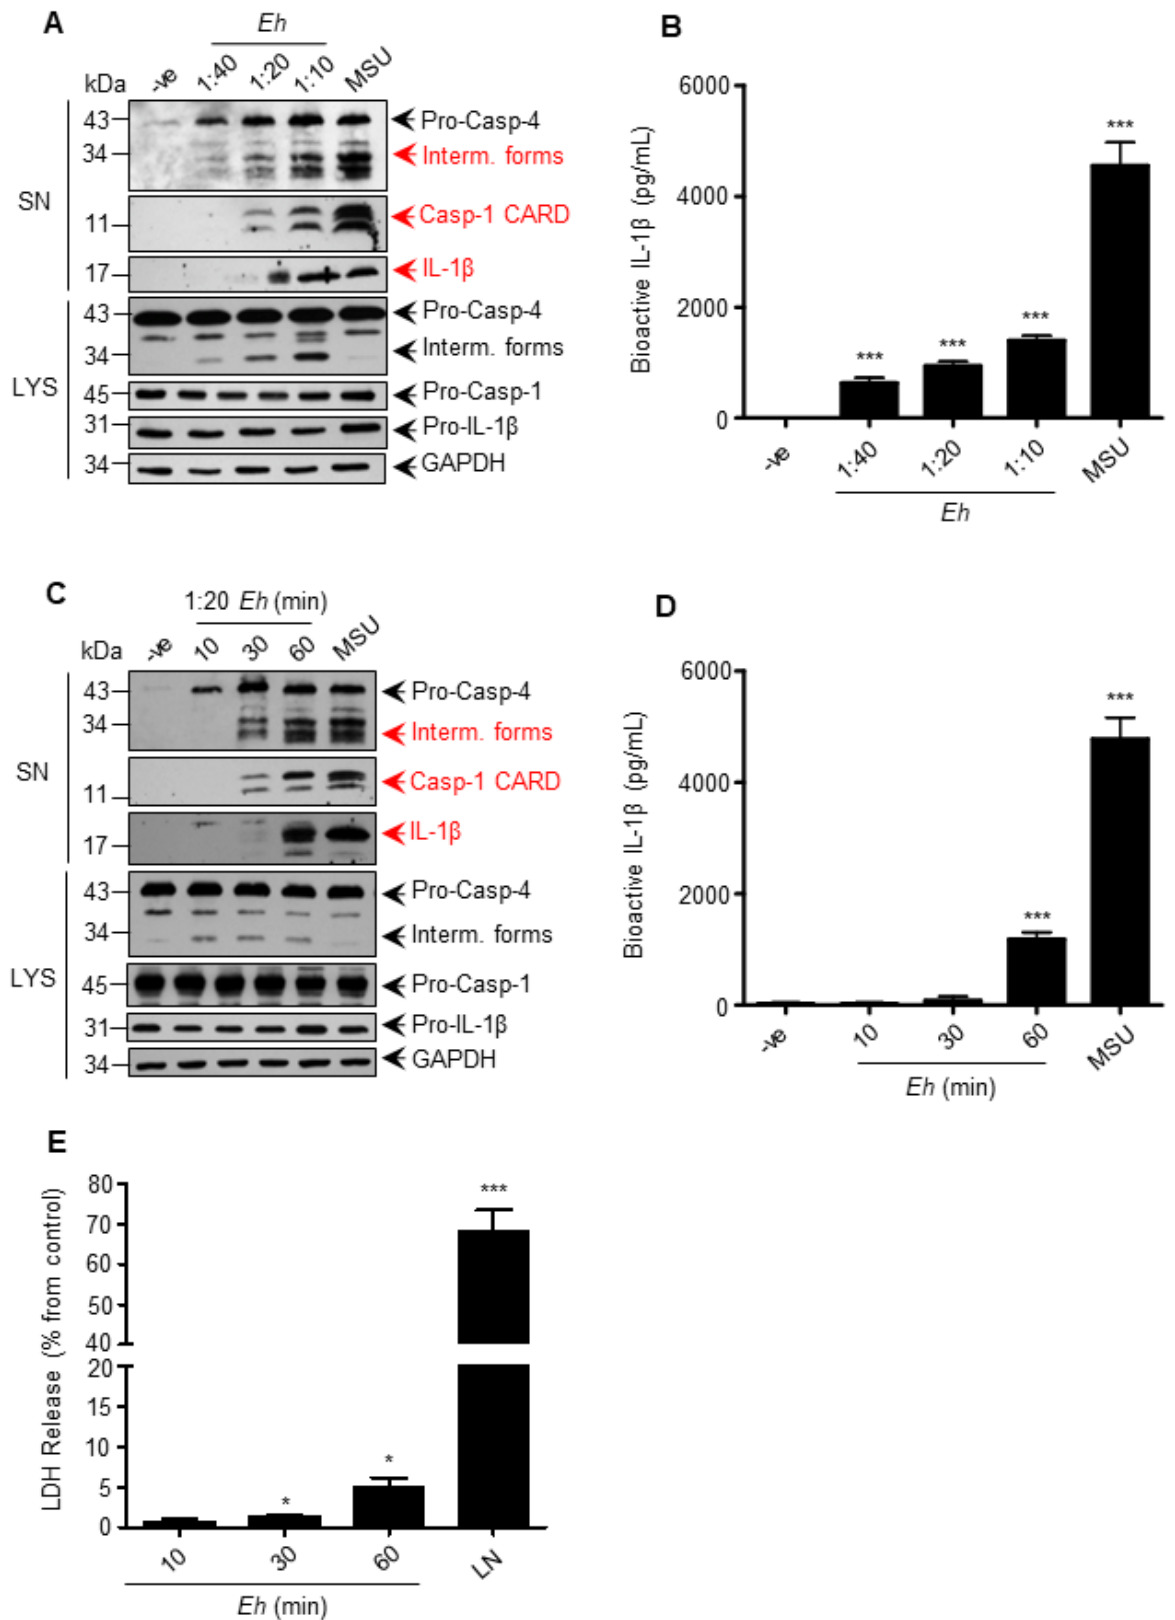 A
Eh
kDa -ve 1:40 1:20 1:10 MSU
SN
43 Pro-Casp-4
34 Interm. forms
11 Casp-1 CARD
17 IL-1β
LYS
43 Pro-Casp-4
34 Interm. forms
45 Pro-Casp-1
31 Pro-IL-1β
34 GAPDH
B
Bioactive IL-1β (pg/mL)
6000
4000
2000
0
*** *** *** ***
-ve 1:40 1:20 1:10 MSU
Eh
C
1:20 Eh (min)
kDa -ve 10 30 60 MSU
SN
43 Pro-Casp-4
34 Interm. forms
11 Casp-1 CARD
17 IL-1β
LYS
43 Pro-Casp-4
34 Interm. forms
45 Pro-Casp-1
31 Pro-IL-1β
34 GAPDH
D
Bioactive IL-1β (pg/mL)
6000
4000
2000
0
*** ***
-ve 10 30 60 MSU
Eh (min)
E
LDH Release (% from control)
80
70
60
50
40
20
15
10
5
0
* * ***
10 30 60 LN
Eh (min)